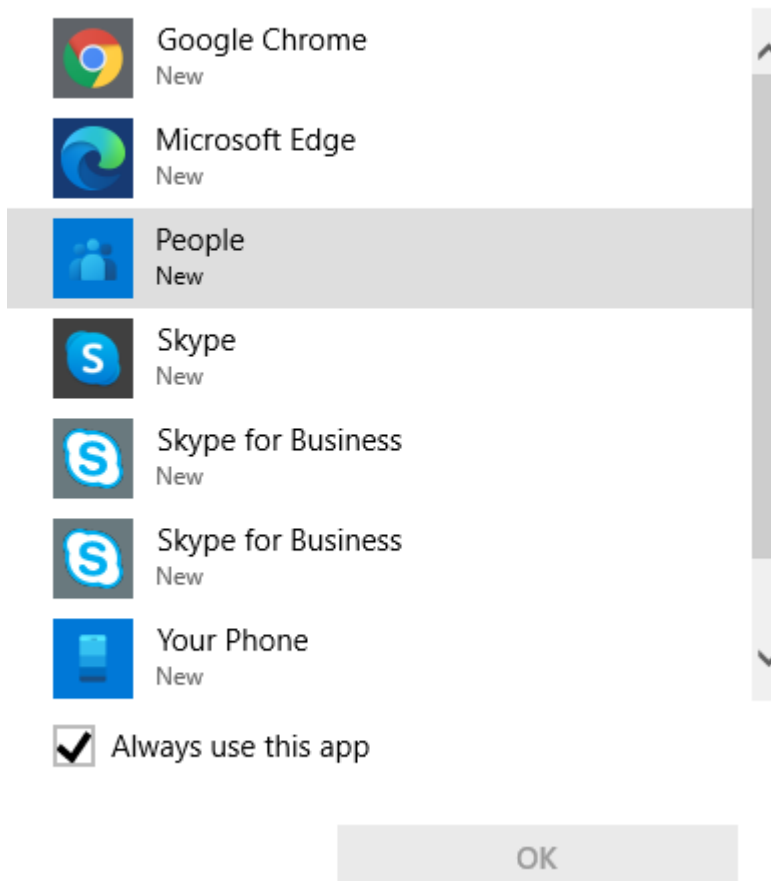 Google Chrome
New
Microsoft Edge
New
People
New
Skype
New
Skype for Business
New
Skype for Business
New
Your Phone
New
Always use this app
OK